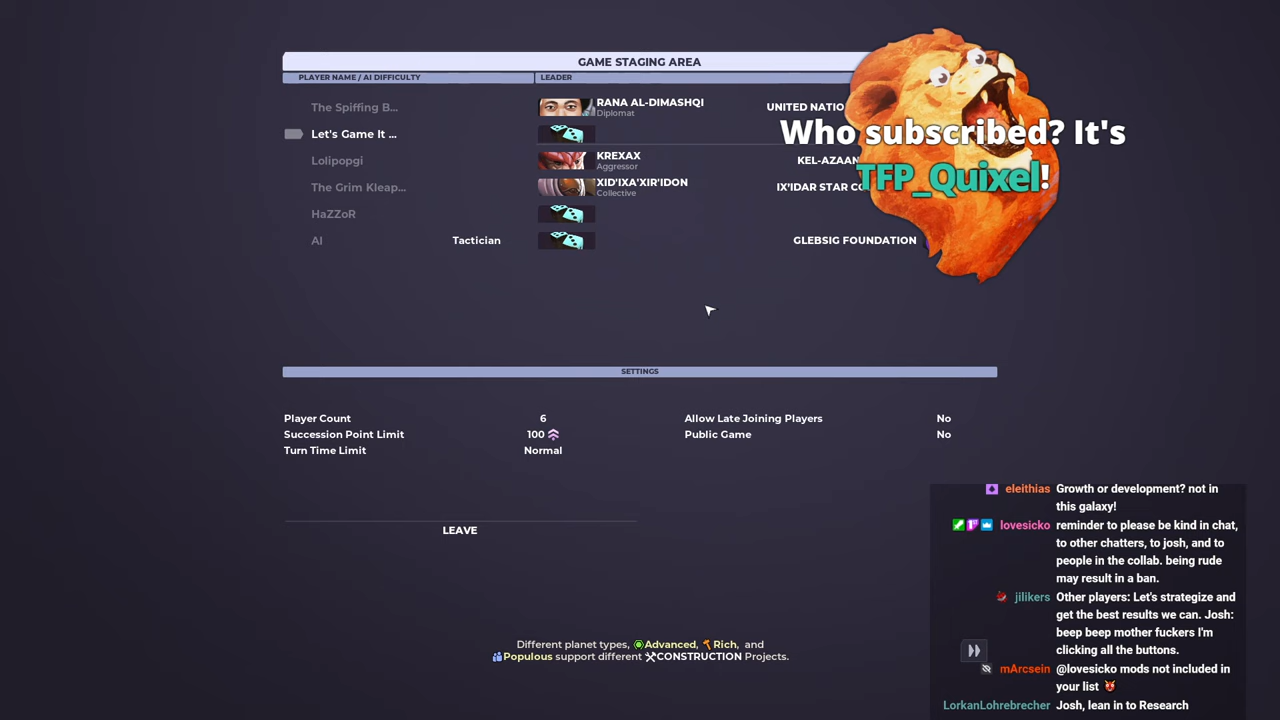 GAME STAGING AREA
PLAYER NAME / AI DIFFICULTY
LEADER
The Spiffing B...
RANA AL-DIMASHQI
Diplomat
UNITED NATIO
Let's Game It ...
Who subscribed? It's
TFP_Quixel!
Lolipopgi
KREXAX
Aggressor
KEL-AZAAN
The Grim Kleap...
XID'IXA'XIR'IDON
Collective
IX'IDAR STAR CO
HaZZoR
AI
Tactician
GLEBSIG FOUNDATION
SETTINGS
Player Count 6
Allow Late Joining Players No
Succession Point Limit 100
Public Game No
Turn Time Limit Normal
LEAVE
Different planet types, Advanced, Rich, and
Populous support different CONSTRUCTION Projects.
eleithias Growth or development? not in
this galaxy!
lovesicko reminder to please be kind in chat,
to other chatters, to josh, and to
people in the collab. being rude
may result in a ban.
jilikers Other players: Let's strategize and
get the best results we can. Josh:
beep beep mother fuckers I'm
clicking all the buttons.
mArcsein @lovesicko mods not included in
your list
LorkanLohrebrecher Josh, lean in to Research